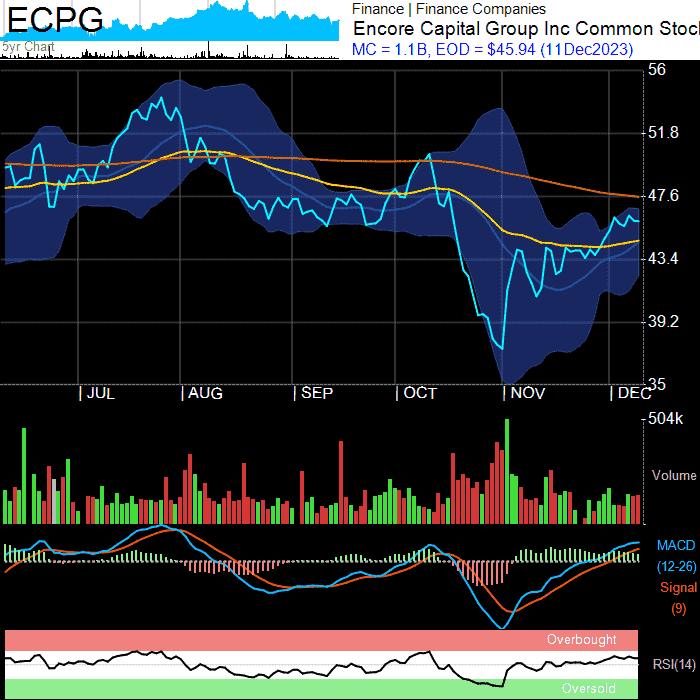 ECPG
5yr Chart
Finance | Finance Companies
Encore Capital Group Inc Common Stoc
MC = 1.1B, EOD = $45.94 (11Dec2023)
56
51.8
47.6
43.4
39.2
35
| JUL
| AUG
| SEP
| OCT
| NOV
| DEC
504k
Volume
MACD
(12-26)
Signal
(9)
Overbought
RSI(14)
Oversold